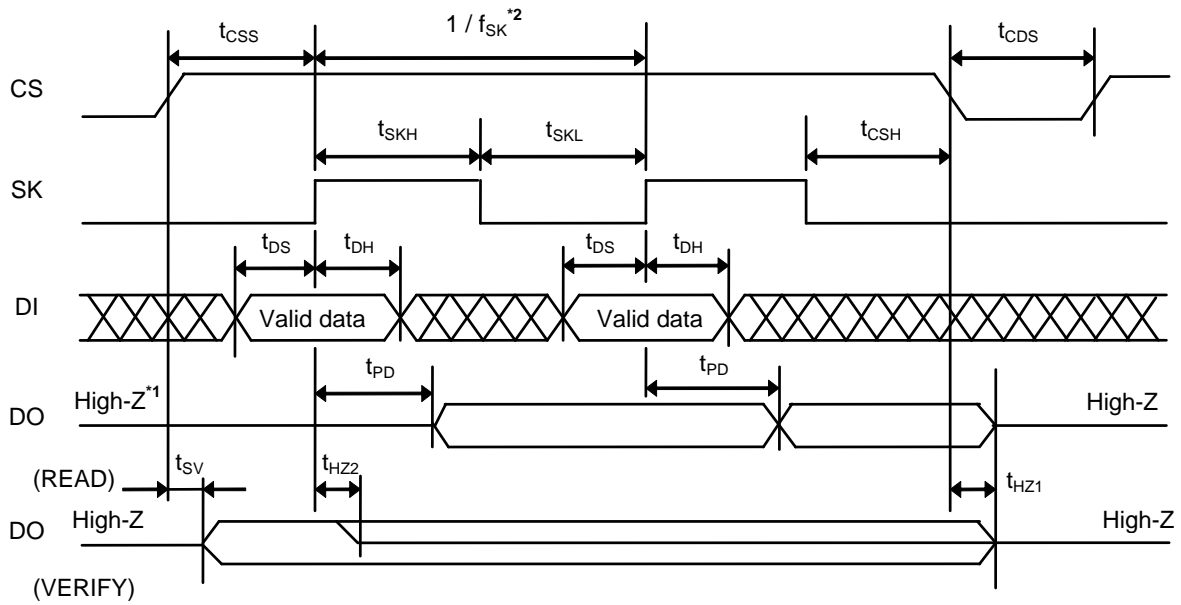 tCSS 1 / fSK*2 tCDS
CS
tSKH tSKL tCSH
SK
tDS tDH tDS tDH
DI Valid data Valid data
tPD tPD
DO High-Z*1 High-Z
(READ) tSV tHZ2 tHZ1
DO High-Z High-Z
(VERIFY)